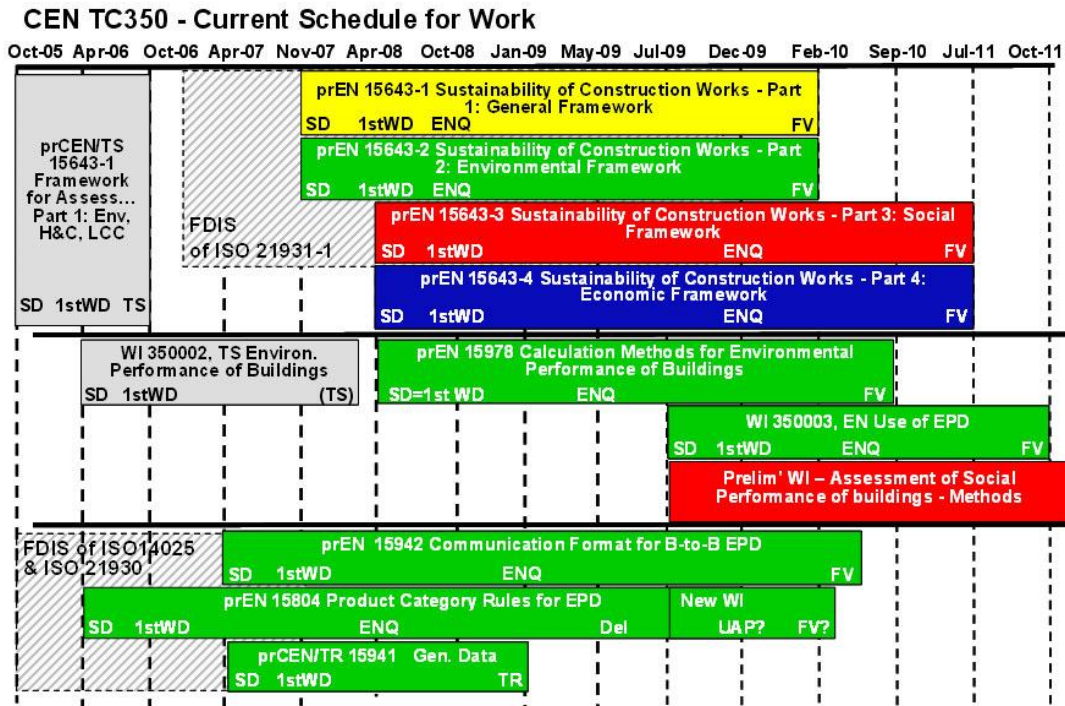 CEN TC350 - Current Schedule for Work
Oct-05 Apr-06 Oct-06 Apr-07 Nov-07 Apr-08 Oct-08 Jan-09 May-09 Jul-09 Dec-09 Feb-10 Sep-10 Jul-11 Oct-11
prCEN/TS
15643-1
Framework
for Assess...
Part 1: Env,
H&C, LCC
SD 1stWD TS
FDIS
of ISO 21931-1
prEN 15643-1 Sustainability of Construction Works - Part
1: General Framework
SD 1stWD ENQ FV
prEN 15643-2 Sustainability of Construction Works - Part
2: Environmental Framework
SD 1stWD ENQ FV
prEN 15643-3 Sustainability of Construction Works - Part 3: Social
Framework
SD 1stWD ENQ FV
prEN 15643-4 Sustainability of Construction Works - Part 4:
Economic Framework
SD 1stWD ENQ FV
WI 350002, TS Environ.
Performance of Buildings
SD 1stWD (TS)
prEN 15978 Calculation Methods for Environmental
Performance of Buildings
SD=1st WD ENQ FV
WI 350003, EN Use of EPD
SD 1stWD ENQ FV
Prelim' WI – Assessment of Social
Performance of buildings - Methods
FDIS of ISO14025
& ISO 21930
prEN 15942 Communication Format for B-to-B EPD
SD 1stWD ENQ FV
prEN 15804 Product Category Rules for EPD
SD 1stWD ENQ Del
New WI
UAP? FV?
prCEN/TR 15941 Gen. Data
SD 1stWD TR